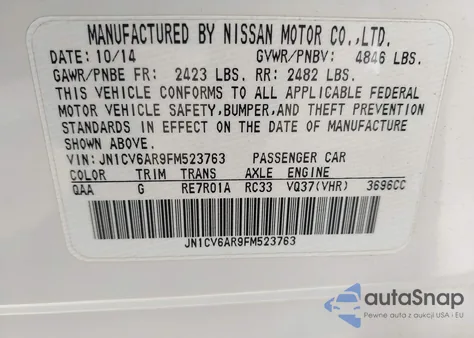 MANUFACTURED BY NISSAN MOTOR CO.,LTD.
DATE: 10/14 GVWR/PNBV: 4846 LBS.
GAWR/PNBE FR: 2423 LBS. RR: 2482 LBS.
THIS VEHICLE CONFORMS TO ALL APPLICABLE FEDERAL
MOTOR VEHICLE SAFETY,BUMPER,AND THEFT PREVENTION
STANDARDS IN EFFECT ON THE DATE OF MANUFACTURE
SHOWN ABOVE.
VIN: JN1CV6AR9FM523763 PASSENGER CAR
COLOR TRIM TRANS AXLE ENGINE
QAA G RE7R01A RC33 VQ37(VHR) 3696CC
JN1CV6AR9FM523763
autoSnap
Pewne auta z aukcji USA i EU